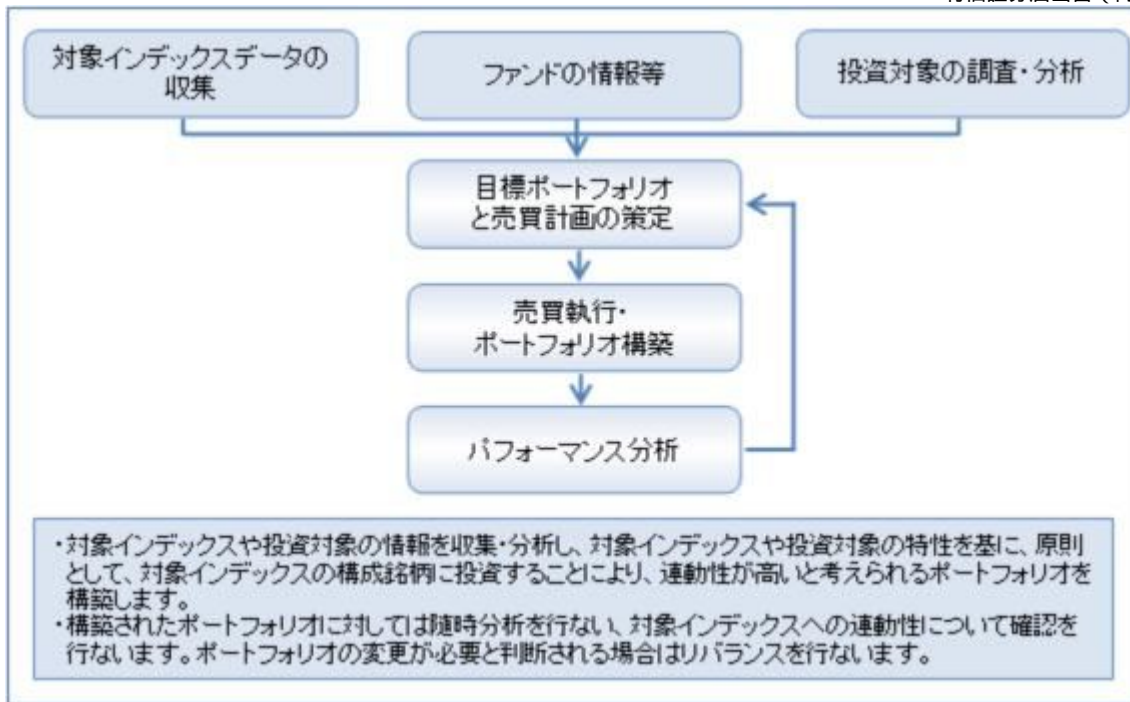 対象インデックスデータの
収集
ファンドの情報等
投資対象の調査・分析
目標ポートフォリオ
と売買計画の策定
売買執行・
ポートフォリオ構築
パフォーマンス分析
・対象インデックスや投資対象の情報を収集・分析し、対象インデックスや投資対象の特性を基に、原則
として、対象インデックスの構成銘柄に投資することにより、連動性が高いと考えられるポートフォリオを
構築します。
・構築されたポートフォリオに対しては随時分析を行ない、対象インデックスへの連動性について確認を
行ないます。ポートフォリオの変更が必要と判断される場合はリバランスを行ないます。